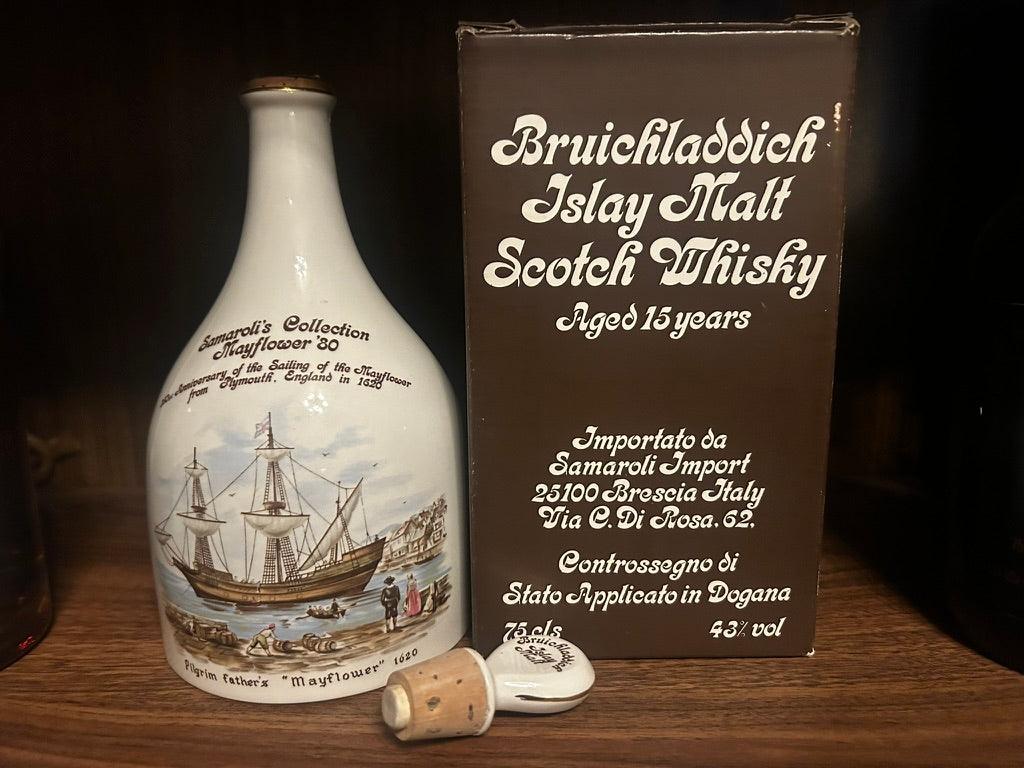 Samaroli's Collection
Mayflower '80
Anniversary of the Sailing of the Mayflower
from Plymouth, England in 1620
Pilgrim father's "Mayflower" 1620
Bruichladdich
Islay Malt
Scotch Whisky
Aged 15 years
Importato da
Samaroli Import
25100 Brescia Italy
Via C. Di Rosa. 62.
Controssegno di
Stato Applicato in Dogana
75 cls 43% vol
Bruichladdich
Islay
Malt